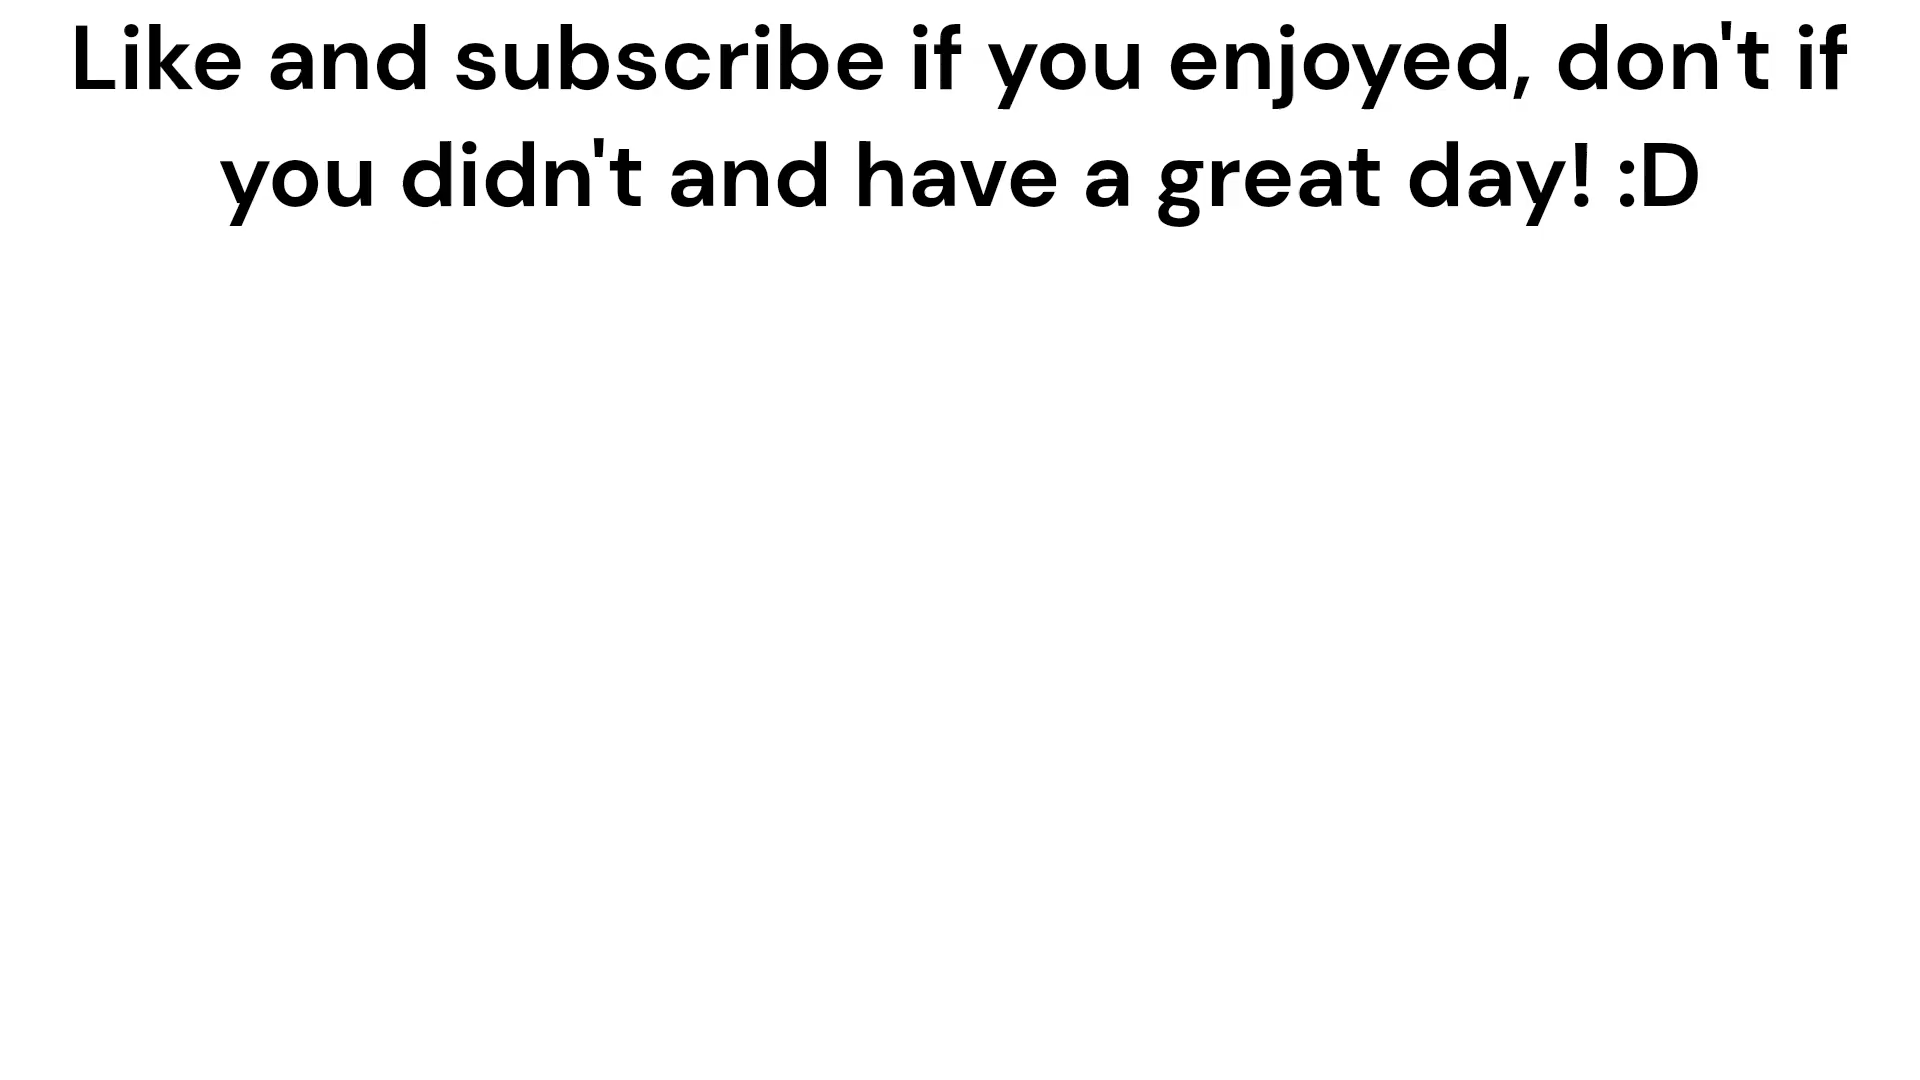 Like and subscribe if you enjoyed, don't if
you didn't and have a great day! :D